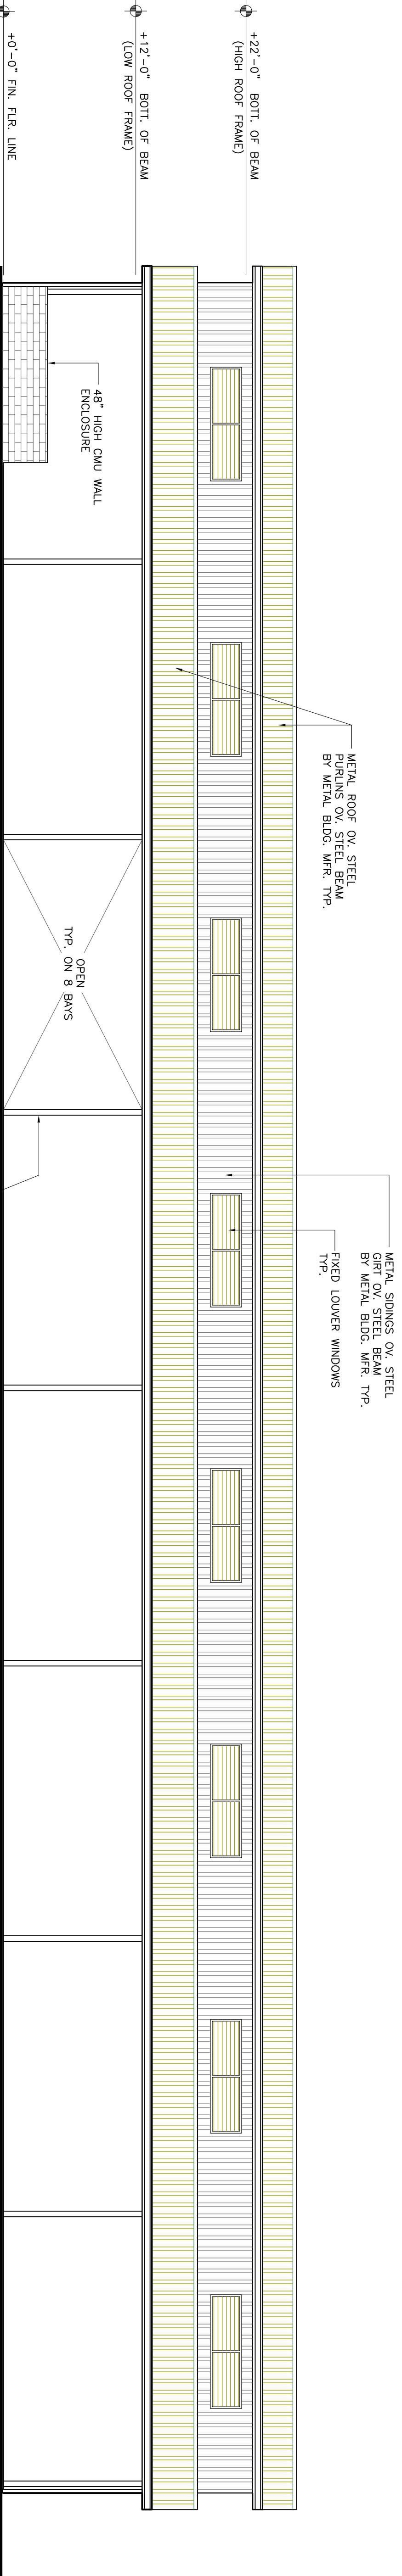 +22'-0" BOTT. OF BEAM
(HIGH ROOF FRAME)
+12'-0" BOTT. OF BEAM
(LOW ROOF FRAME)
+0'-0" FIN. FLR. LINE
48" HIGH CMU WALL
ENCLOSURE
METAL ROOF OV. STEEL
PURLINS OV. STEEL BEAM
BY METAL BLDG. MFR. TYP.
OPEN
TYP. ON 8 BAYS
METAL SIDINGS OV. STEEL
GIRT OV. STEEL BEAM
BY METAL BLDG. MFR. TYP.
FIXED LOUVER WINDOWS
TYP.